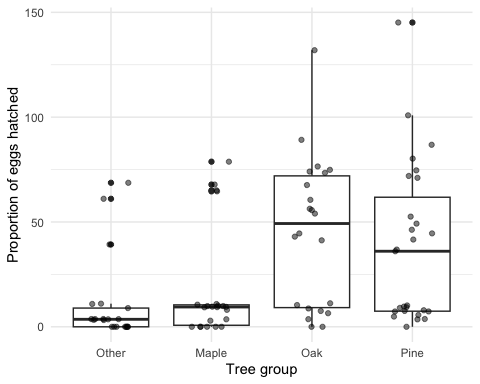 150
100
50
0
Proportion of eggs hatched
Other Maple Oak Pine
Tree group